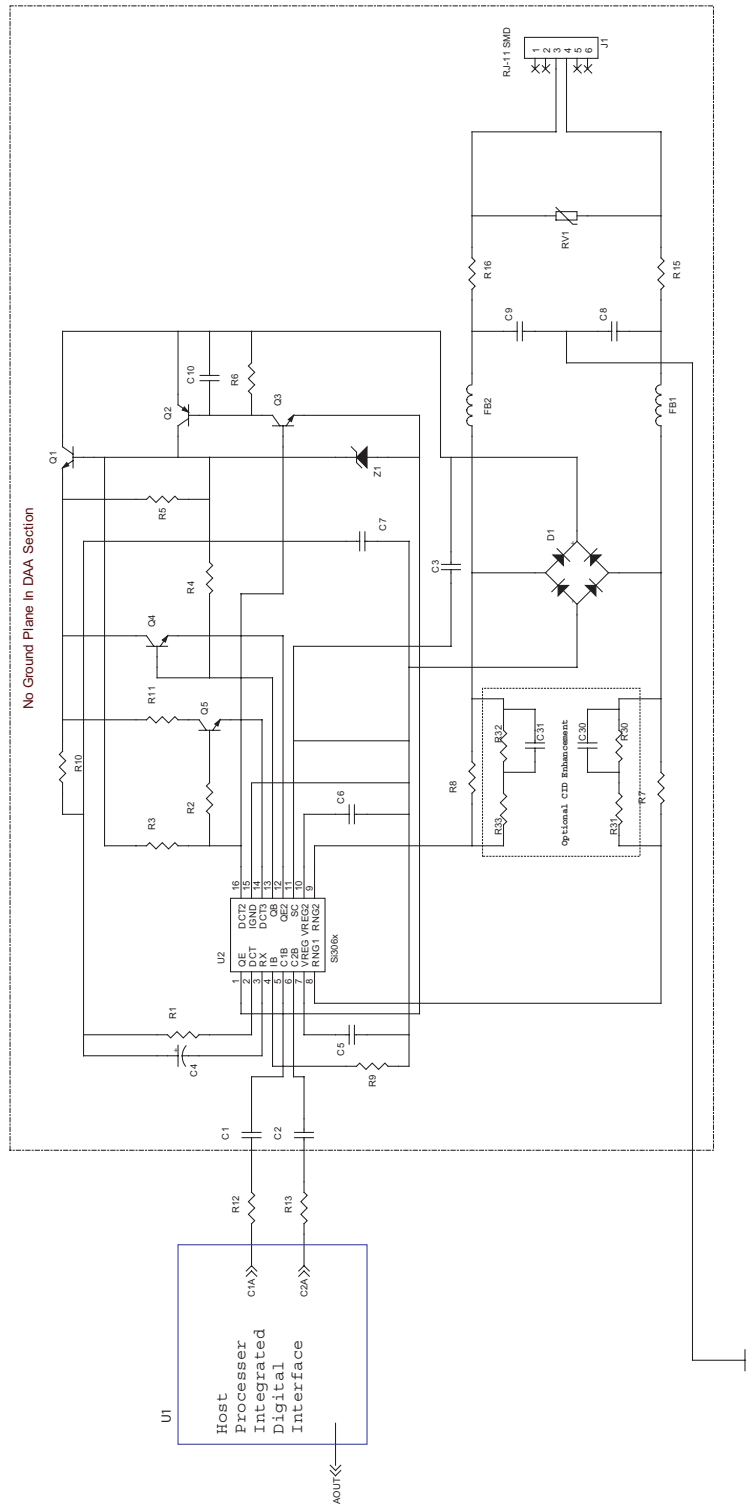 No Ground Plane In DAA Section
U1
Host
Processer
Integrated
Digital
Interface
AOUT
C1A
C2A
R12
R13
C1
C2
C4
R1
C5
R9
U2
Si306x
1 QE
2 DCT
3 RX
4 IB
5 C1B
6 C2B
7 VREG
8 RNG1
16 DCT2
15 IGND
14 DCT3
13 QB
12 QE2
11 SC
10 VREG2
9 RNG2
R10
R3
R2
R11
Q5
Q4
R4
R5
Q1
Q2
C10
R6
Q3
Z1
C7
C6
C3
D1
R8
R33
R32
C31
Optional CID Enhancement
C30
R31
R30
R7
FB2
FB1
C9
C8
R16
R15
RV1
RJ-11 SMD
1
2
3
4
5
6
J1